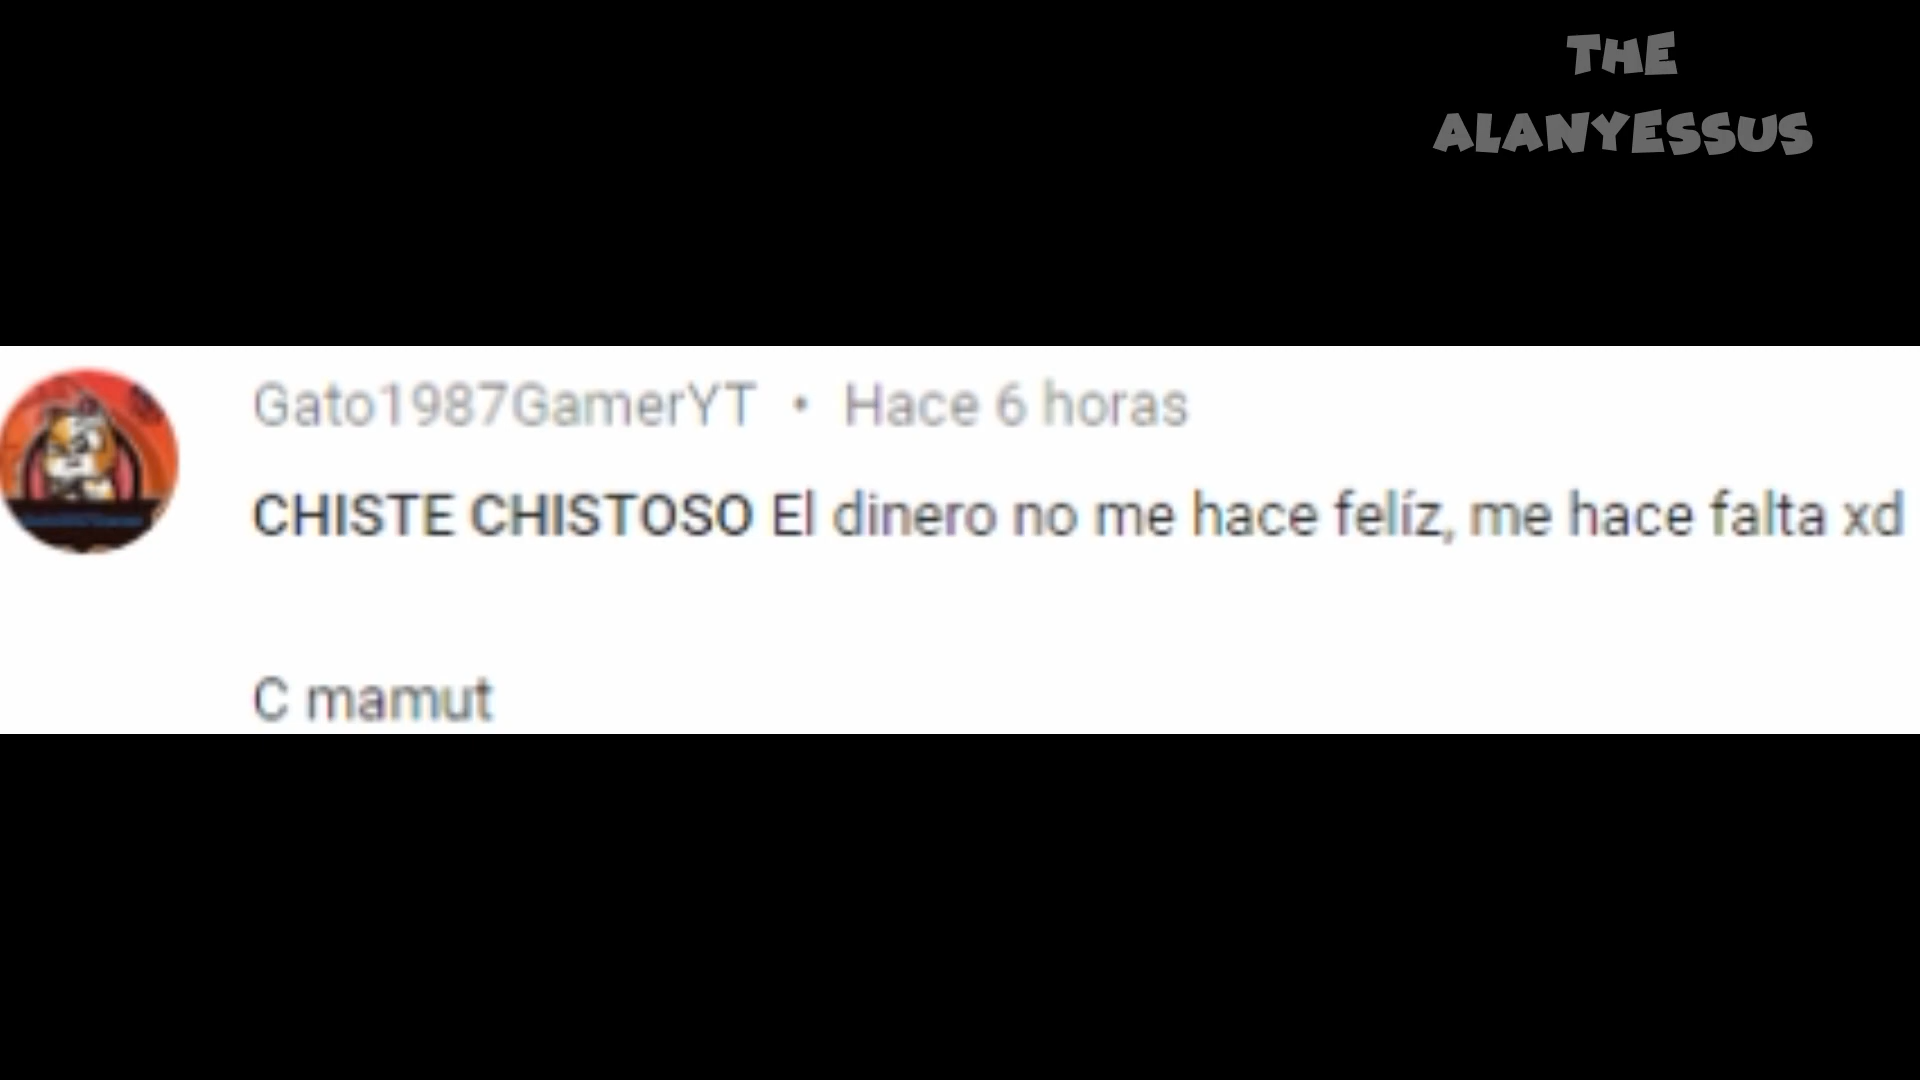 THE
ALANYESSUS
Gato1987GamerYT • Hace 6 horas
CHISTE CHISTOSO El dinero no me hace felíz, me hace falta xd
C mamut